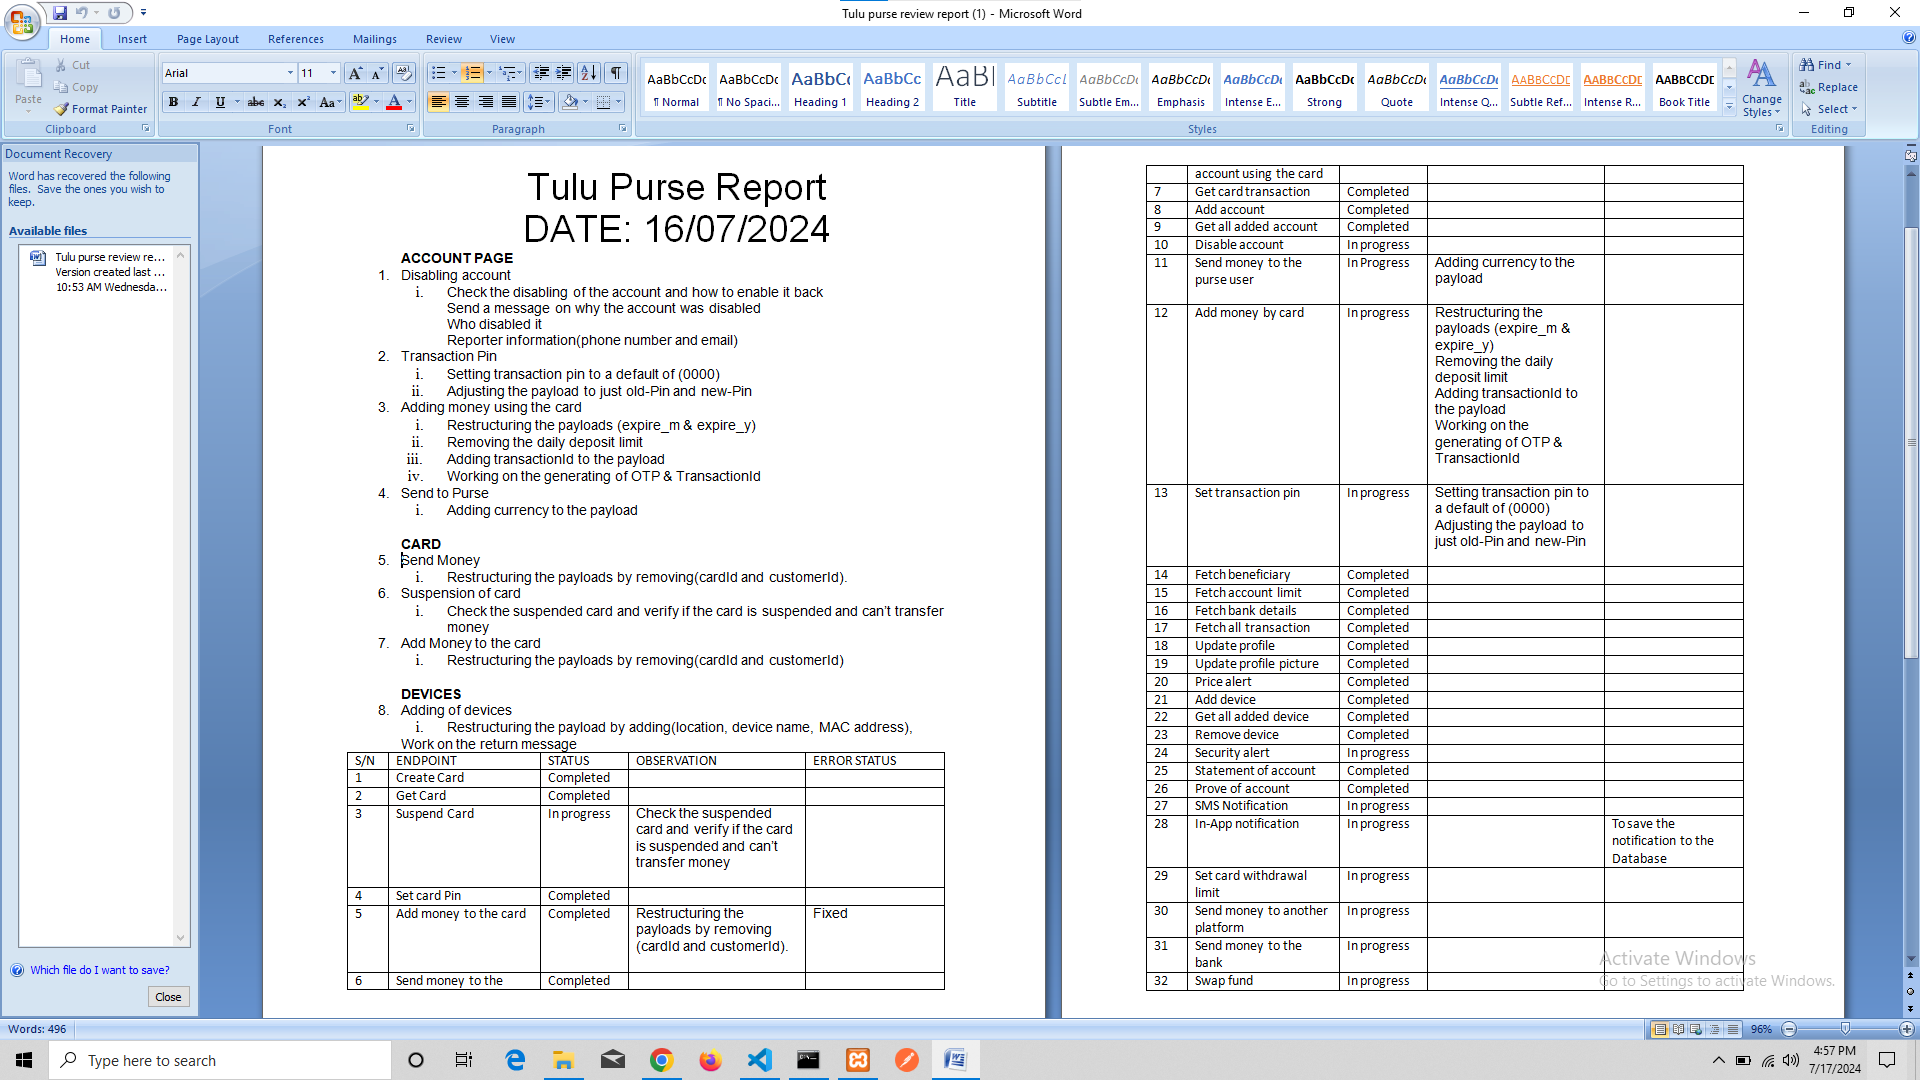 Tulu purse review report (1) - Microsoft Word
Home Insert Page Layout References Mailings Review View
Paste
Cut
Copy
Format Painter
Clipboard
Arial 11
Font
Paragraph
AaBbCcDc AaBbCcDc AaBbCc AaBbCc AaBl AaBbCcL AaBbCcDc AaBbCcDc AaBbCcDc AaBbCcDc AaBbCcDc AaBbCcDc AABBCCDE AABBCCDE AABBCCDE
¶ Normal ¶ No Spaci... Heading 1 Heading 2 Title Subtitle Subtle Em... Emphasis Intense E... Strong Quote Intense Q... Subtle Ref... Intense R... Book Title
Change
Styles
Styles
Find
Replace
Select
Editing
Document Recovery
Word has recovered the following
files. Save the ones you wish to
keep.
Available files
Tulu purse review re...
Version created last ...
10:53 AM Wednesda...
Which file do I want to save?
Close
Tulu Purse Report
DATE: 16/07/2024
ACCOUNT PAGE
1. Disabling account
i. Check the disabling of the account and how to enable it back
Send a message on why the account was disabled
Who disabled it
Reporter information(phone number and email)
2. Transaction Pin
i. Setting transaction pin to a default of (0000)
ii. Adjusting the payload to just old-Pin and new-Pin
3. Adding money using the card
i. Restructuring the payloads (expire_m & expire_y)
ii. Removing the daily deposit limit
iii. Adding transactionId to the payload
iv. Working on the generating of OTP & TransactionId
4. Send to Purse
i. Adding currency to the payload
CARD
5. Send Money
i. Restructuring the payloads by removing(cardId and customerId).
6. Suspension of card
i. Check the suspended card and verify if the card is suspended and can't transfer
money
7. Add Money to the card
i. Restructuring the payloads by removing(cardId and customerId)
DEVICES
8. Adding of devices
i. Restructuring the payload by adding(location, device name, MAC address),
Work on the return message
S/N ENDPOINT STATUS OBSERVATION ERROR STATUS
1 Create Card Completed
2 Get Card Completed
3 Suspend Card In progress Check the suspended
card and verify if the card
is suspended and can't
transfer money
4 Set card Pin Completed
5 Add money to the card Completed Restructuring the Fixed
payloads by removing
(cardId and customerId).
6 Send money to the Completed
account using the card
7 Get card transaction Completed
8 Add account Completed
9 Get all added account Completed
10 Disable account In progress
11 Send money to the In Progress Adding currency to the
purse user payload
12 Add money by card In progress Restructuring the
payloads (expire_m &
expire_y)
Removing the daily
deposit limit
Adding transactionId to
the payload
Working on the
generating of OTP &
TransactionId
13 Set transaction pin In progress Setting transaction pin to
a default of (0000)
Adjusting the payload to
just old-Pin and new-Pin
14 Fetch beneficiary Completed
15 Fetch account limit Completed
16 Fetch bank details Completed
17 Fetch all transaction Completed
18 Update profile Completed
19 Update profile picture Completed
20 Price alert Completed
21 Add device Completed
22 Get all added device Completed
23 Remove device Completed
24 Security alert In progress
25 Statement of account Completed
26 Prove of account Completed
27 SMS Notification In progress
28 In-App notification In progress To save the
notification to the
Database
29 Set card withdrawal In progress
limit
30 Send money to another In progress
platform
31 Send money to the In progress
bank
32 Swap fund In progress
Activate Windows
Go to Settings to activate Windows.
Words: 496
96%
Type here to search
4:57 PM
7/17/2024